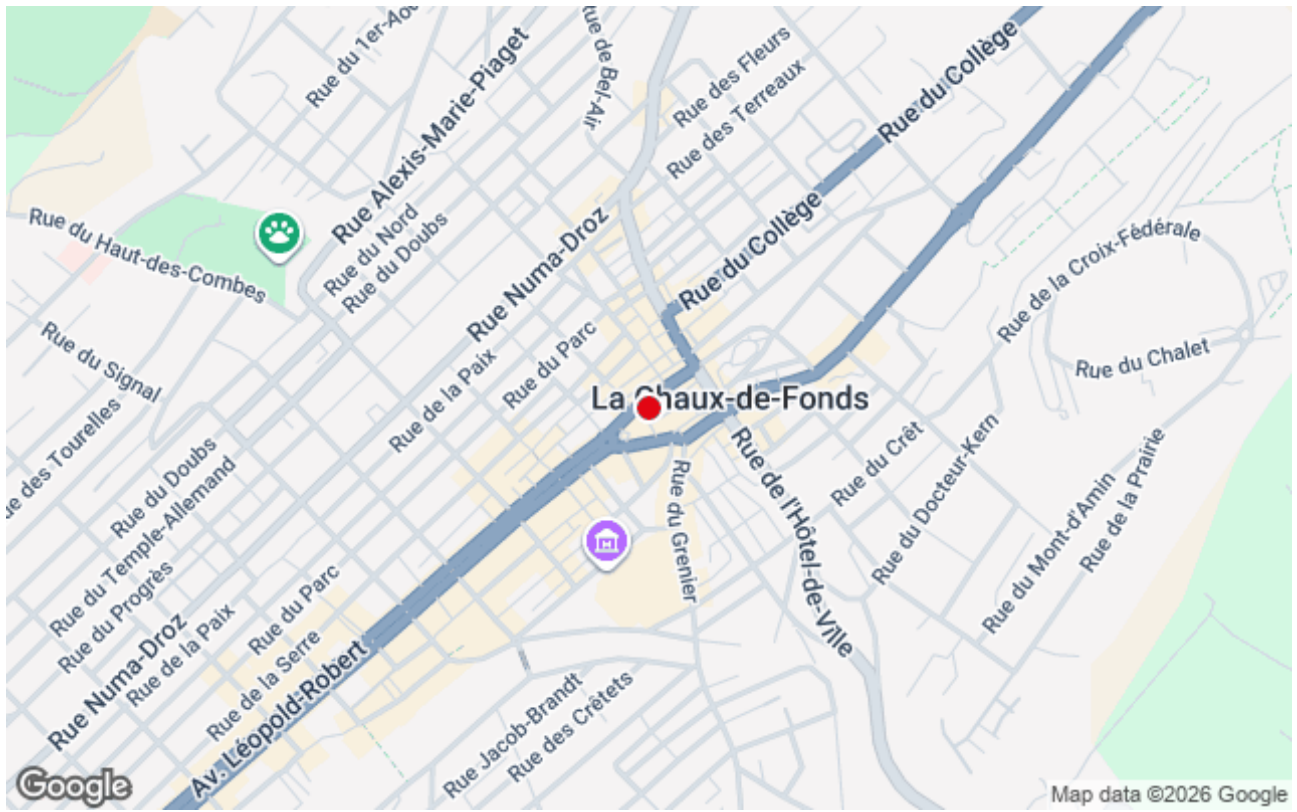 Rue du 1er-Aoû
Rue Alexis-Marie-Piaget
Rue de Bel-Air
Rue des Fleurs
Rue des Terreaux
Rue du Collège
Rue du Haut-des-Combes
Rue du Nord
Rue du Doubs
Rue Numa-Droz
Rue du Collège
Rue de la Croix-Fédérale
Rue du Signal
Rue de la Paix
Rue du Parc
Rue du Chalet
La Chaux-de-Fonds
ue des Tourelles
Rue du Doubs
Rue du Temple-Allemand
Rue du Progrès
Rue Numa-Droz
Rue de la Paix
Rue du Parc
Rue de la Serre
Av. Léopold-Robert
Rue du Grenier
Rue de l'Hôtel-de-Ville
Rue du Crêt
Rue du Docteur-Kern
Rue du Mont-d'Amin
Rue de la Prairie
Rue Jacob-Brandt
Rue des Crêtets
Google
Map data ©2026 Google